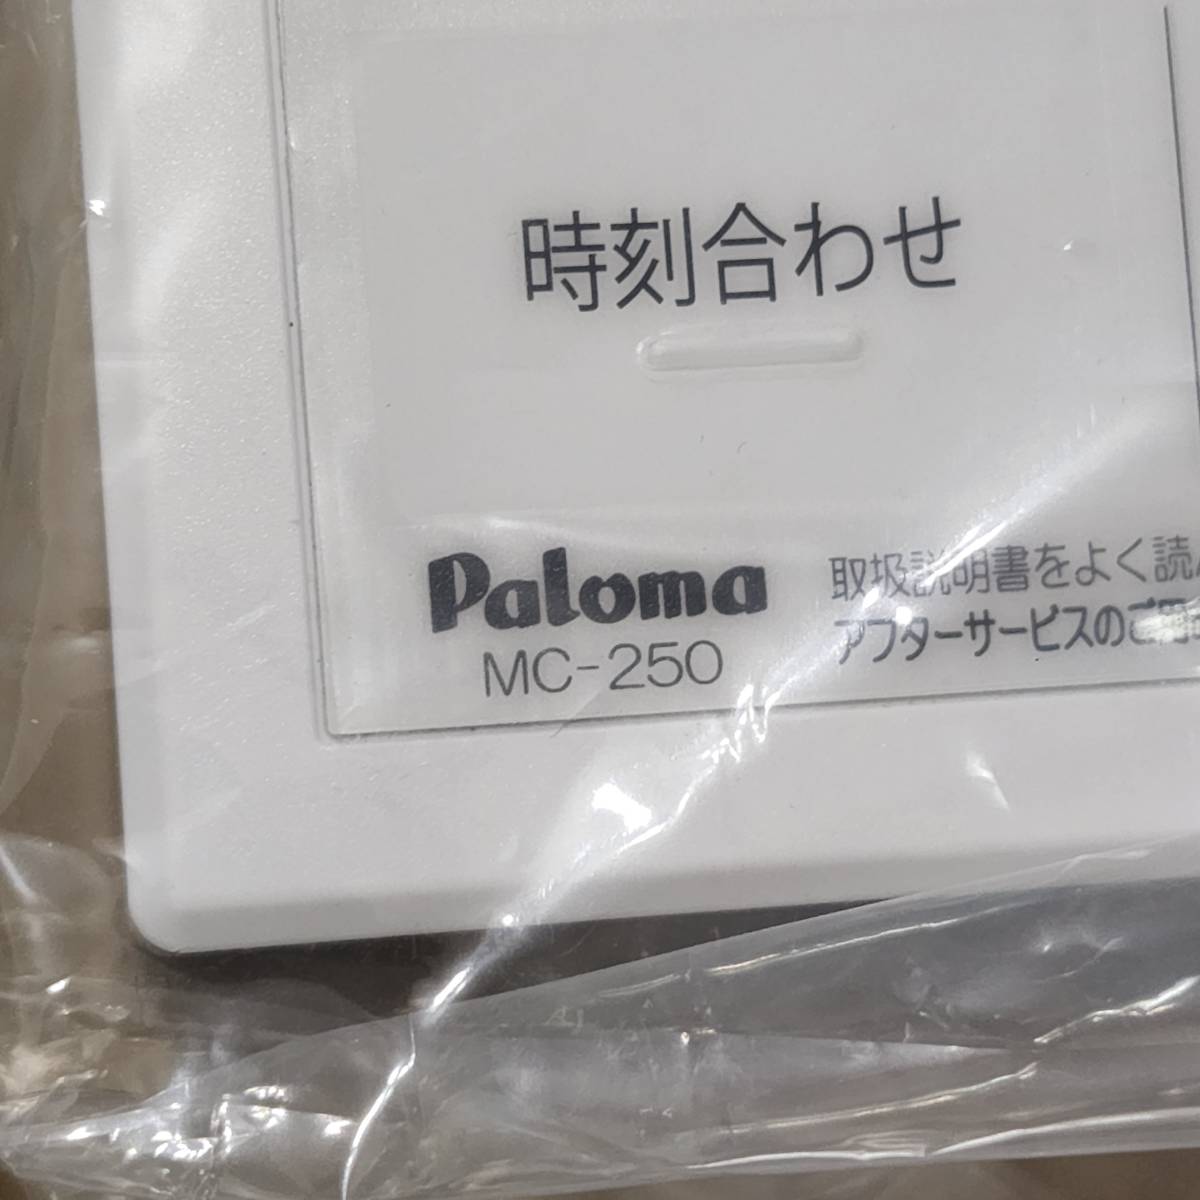 時刻合わせ
Paloma
MC-250
取扱説明書をよく読
アフターサービスのご用